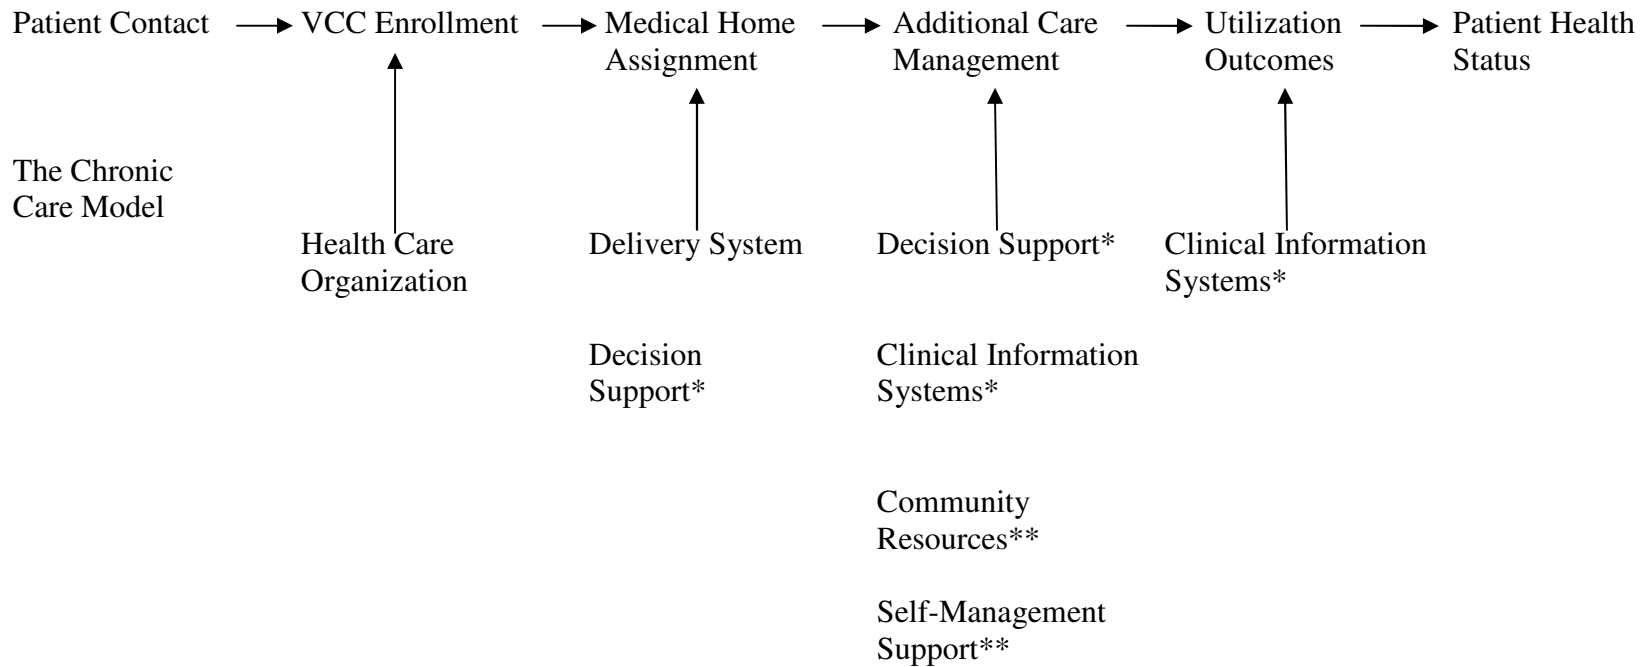 Patient Contact
VCC Enrollment
Medical Home
Assignment
Additional Care
Management
Utilization
Outcomes
Patient Health
Status
The Chronic
Care Model
Health Care
Organization
Delivery System
Decision Support*
Clinical Information
Systems*
Decision
Support*
Clinical Information
Systems*
Community
Resources**
Self-Management
Support**